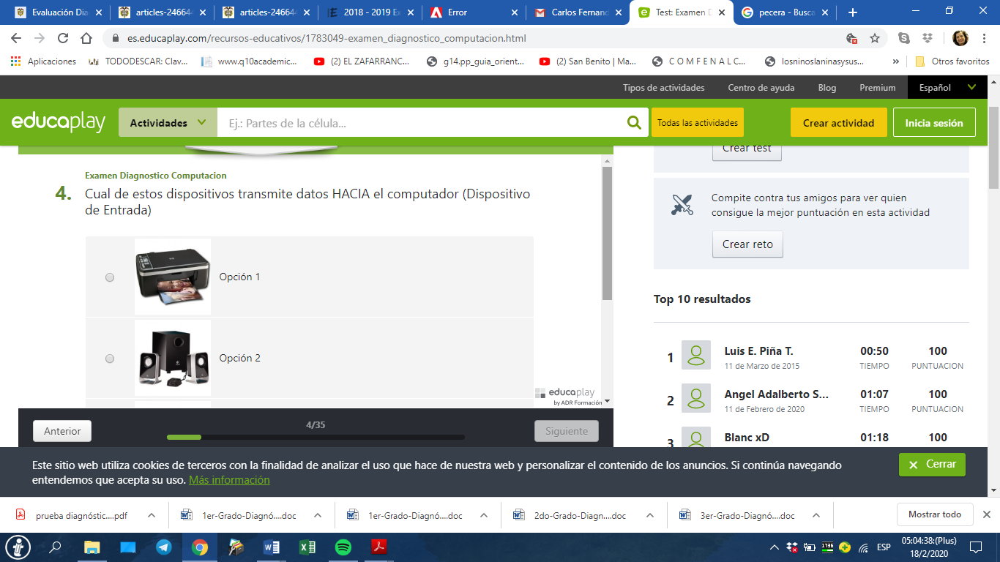 Evaluación Dia
articles-24664
articles-24664
2018 - 2019 E
Error
Carlos Fernand
Test: Examen D
pecera - Busca
es.educaplay.com/recursos-educativos/1783049-examen_diagnostico_computacion.html
Aplicaciones
TODODESCAR: Clav...
www.q10academic...
(2) EL ZAFARRANC...
g14.pp_guia_orient...
(2) San Benito | Ma...
C O M F E N A L C...
losninoslaninasysus...
»
Otros favoritos
Tipos de actividades
Centro de ayuda
Blog
Premium
Español
educaplay
Actividades
Ej.: Partes de la célula...
Todas las actividades
Crear actividad
Inicia sesión
Examen Diagnostico Computacion
4. Cual de estos dispositivos transmite datos HACIA el computador (Dispositivo
de Entrada)
Opción 1
Opción 2
educaplay
by ADR Formación
Anterior
4/35
Siguiente
Crear test
Compite contra tus amigos para ver quien
consigue la mejor puntuación en esta actividad
Crear reto
Top 10 resultados
1 Luis E. Piña T. 00:50 100
11 de Marzo de 2015 TIEMPO PUNTUACION
2 Angel Adalberto S... 01:07 100
11 de Febrero de 2020 TIEMPO PUNTUACION
3 Blanc xD 01:18 100
Este sitio web utiliza cookies de terceros con la finalidad de analizar el uso que hace de nuestra web y personalizar el contenido de los anuncios. Si continúa navegando
entendemos que acepta su uso. Más información
Cerrar
prueba diagnóstic....pdf
1er-Grado-Diagnó....doc
1er-Grado-Diagnó....doc
2do-Grado-Diagn....doc
3er-Grado-Diagnó....doc
Mostrar todo
ESP
05:04:38:(Plus)
18/2/2020